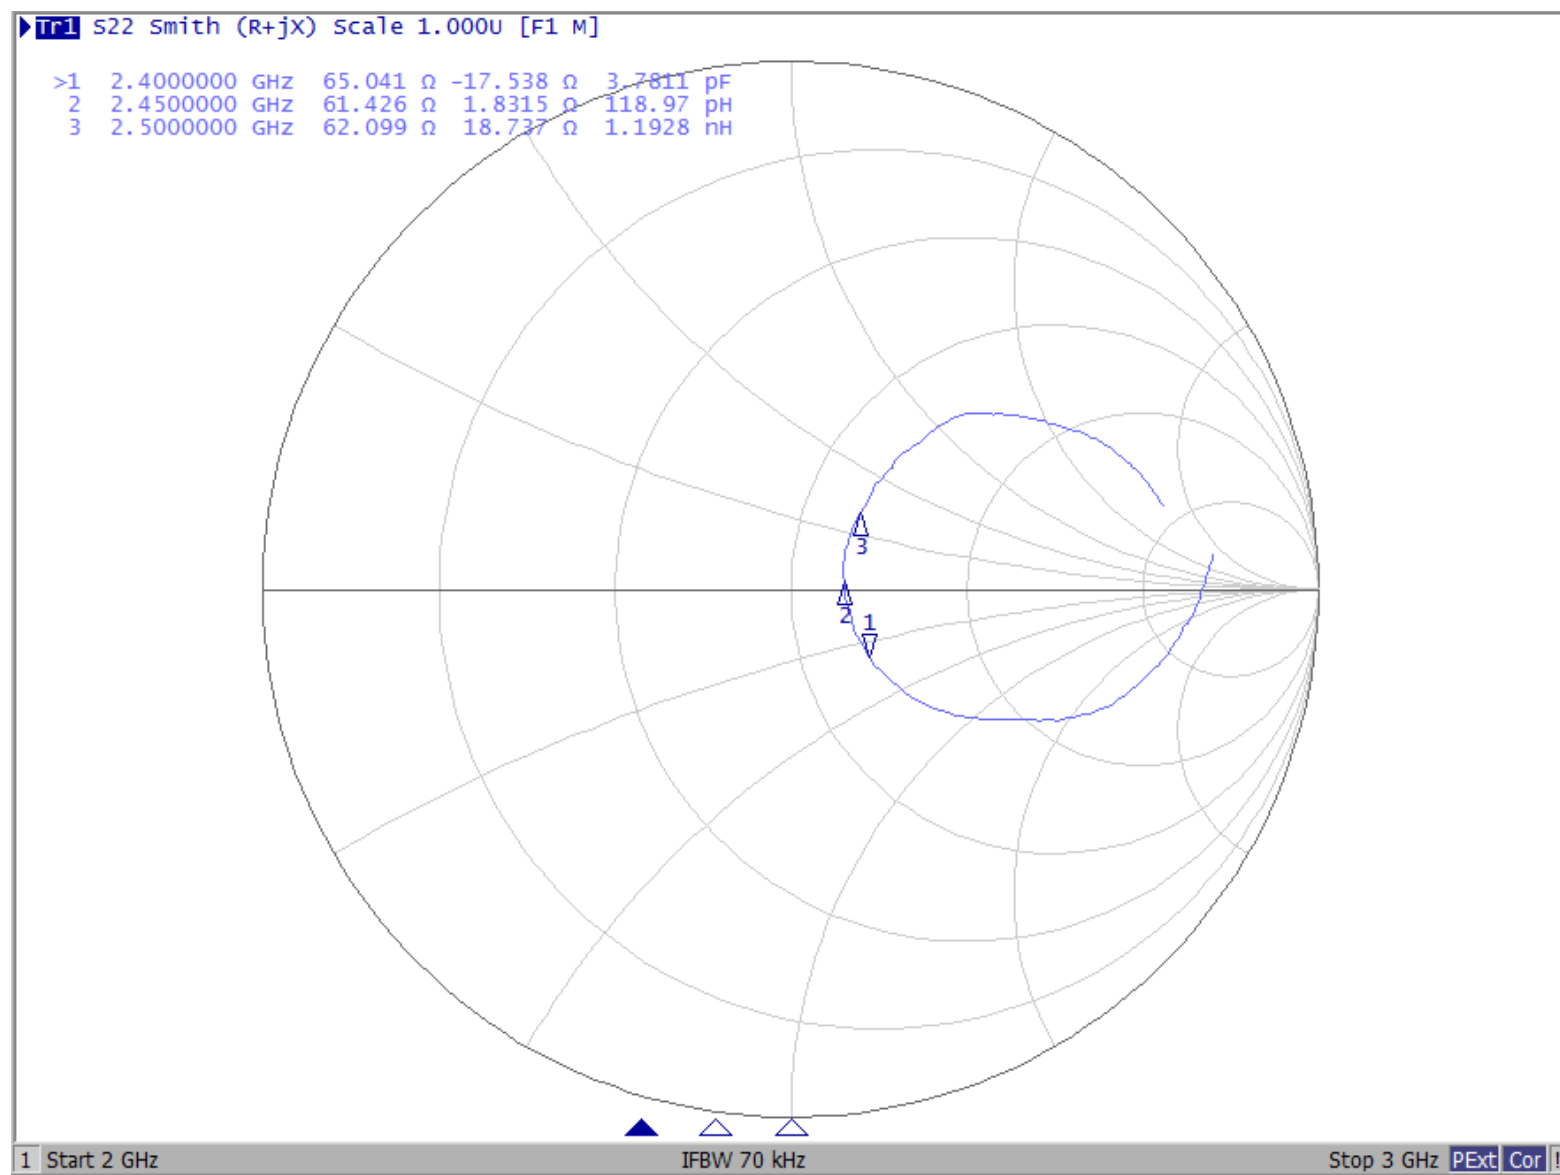 Tr1 S22 Smith (R+jX) Scale 1.000U [F1 M]
>1 2.4000000 GHz 65.041 Ω -17.538 Ω 3.7811 pF
2 2.4500000 GHz 61.426 Ω 1.8315 Ω 118.97 pH
3 2.5000000 GHz 62.099 Ω 18.737 Ω 1.1928 nH
3
2
1
1 Start 2 GHz IFBW 70 kHz Stop 3 GHz PExt Cor !